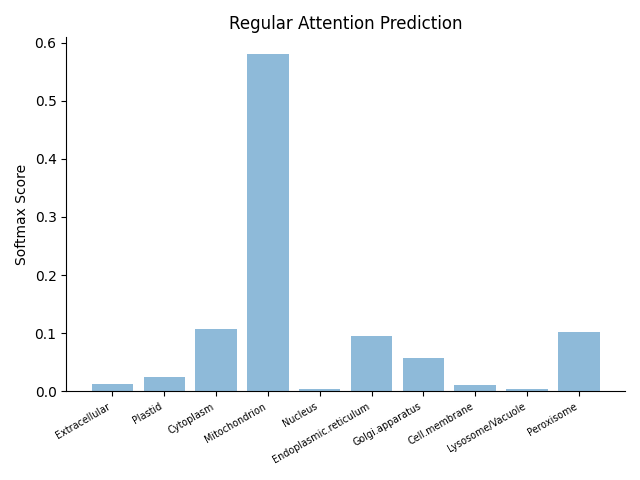 Regular Attention Prediction
Softmax Score
0.6
0.5
0.4
0.3
0.2
0.1
0.0
Extracellular
Plastid
Cytoplasm
Mitochondrion
Nucleus
Endoplasmic.reticulum
Golgi.apparatus
Cell.membrane
Lysosome/Vacuole
Peroxisome